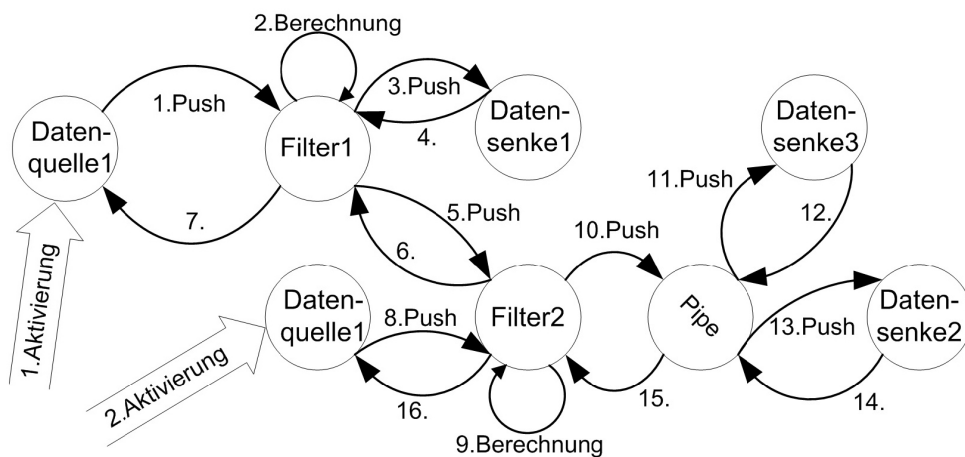 2.Berechnung
1.Push
3.Push
Daten-
quelle1
Filter1
Daten-
senke1
4.
Daten-
senke3
11.Push
12.
7.
5.Push
6.
10.Push
1.Aktivierung
Daten-
quelle1
8.Push
Filter2
Pipe
13.Push
Daten-
senke2
2.Aktivierung
16.
15.
14.
9.Berechnung